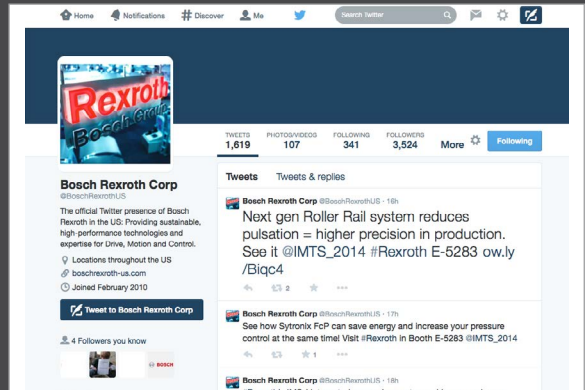 Home Notifications # Discover Me Search Twitter
Rexroth
Bosch Group
TWEETS PHOTOS/VIDEOS FOLLOWING FOLLOWERS
1,619 107 341 3,524 More Following
Bosch Rexroth Corp
@BoschRexrothUS
The official Twitter presence of Bosch
Rexroth in the US: Providing sustainable,
high-performance technologies and
expertise for Drive, Motion and Control.
Locations throughout the US
boschrexroth-us.com
Joined February 2010
Tweet to Bosch Rexroth Corp
4 Followers you know
BOSCH
Tweets Tweets & replies
Bosch Rexroth Corp @BoschRexrothUS · 16h
Next gen Roller Rail system reduces
pulsation = higher precision in production.
See it @IMTS_2014 #Rexroth E-5283 ow.ly
/Biqc4
2
Bosch Rexroth Corp @BoschRexrothUS · 17h
See how Sytronix FcP can save energy and increase your pressure
control at the same time! Visit #Rexroth in Booth E-5283 @IMTS_2014
1
Bosch Rexroth Corp @BoschRexrothUS · 18h